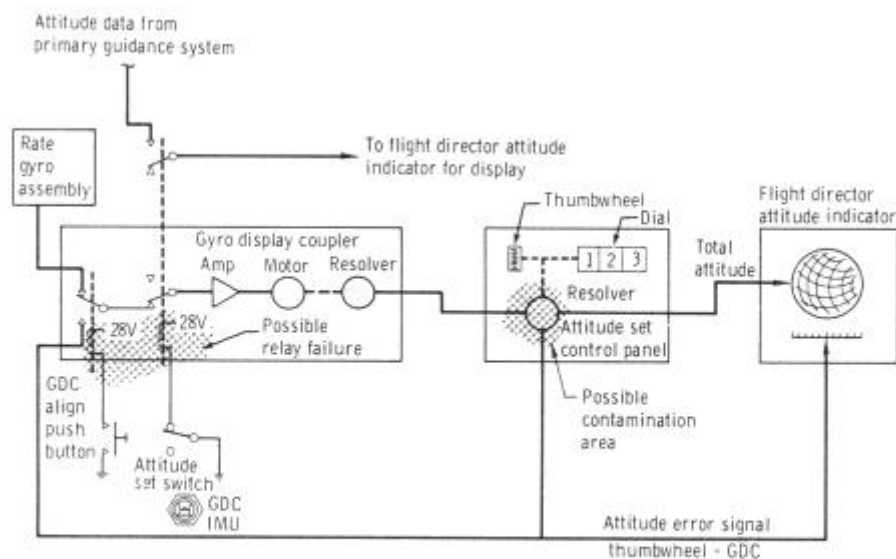 Attitude data from
primary guidance system
Rate
gyro
assembly
To flight director attitude
indicator for display
Gyro display coupler
Amp
Motor
Resolver
28V
28V
Possible
relay failure
Thumbwheel
Dial
1 2 3
Resolver
Attitude set
control panel
Possible
contamination
area
Total
attitude
Flight director
attitude indicator
GDC
align
push
button
Attitude
set switch
GDC
IMU
Attitude error signal
thumbwheel - GDC